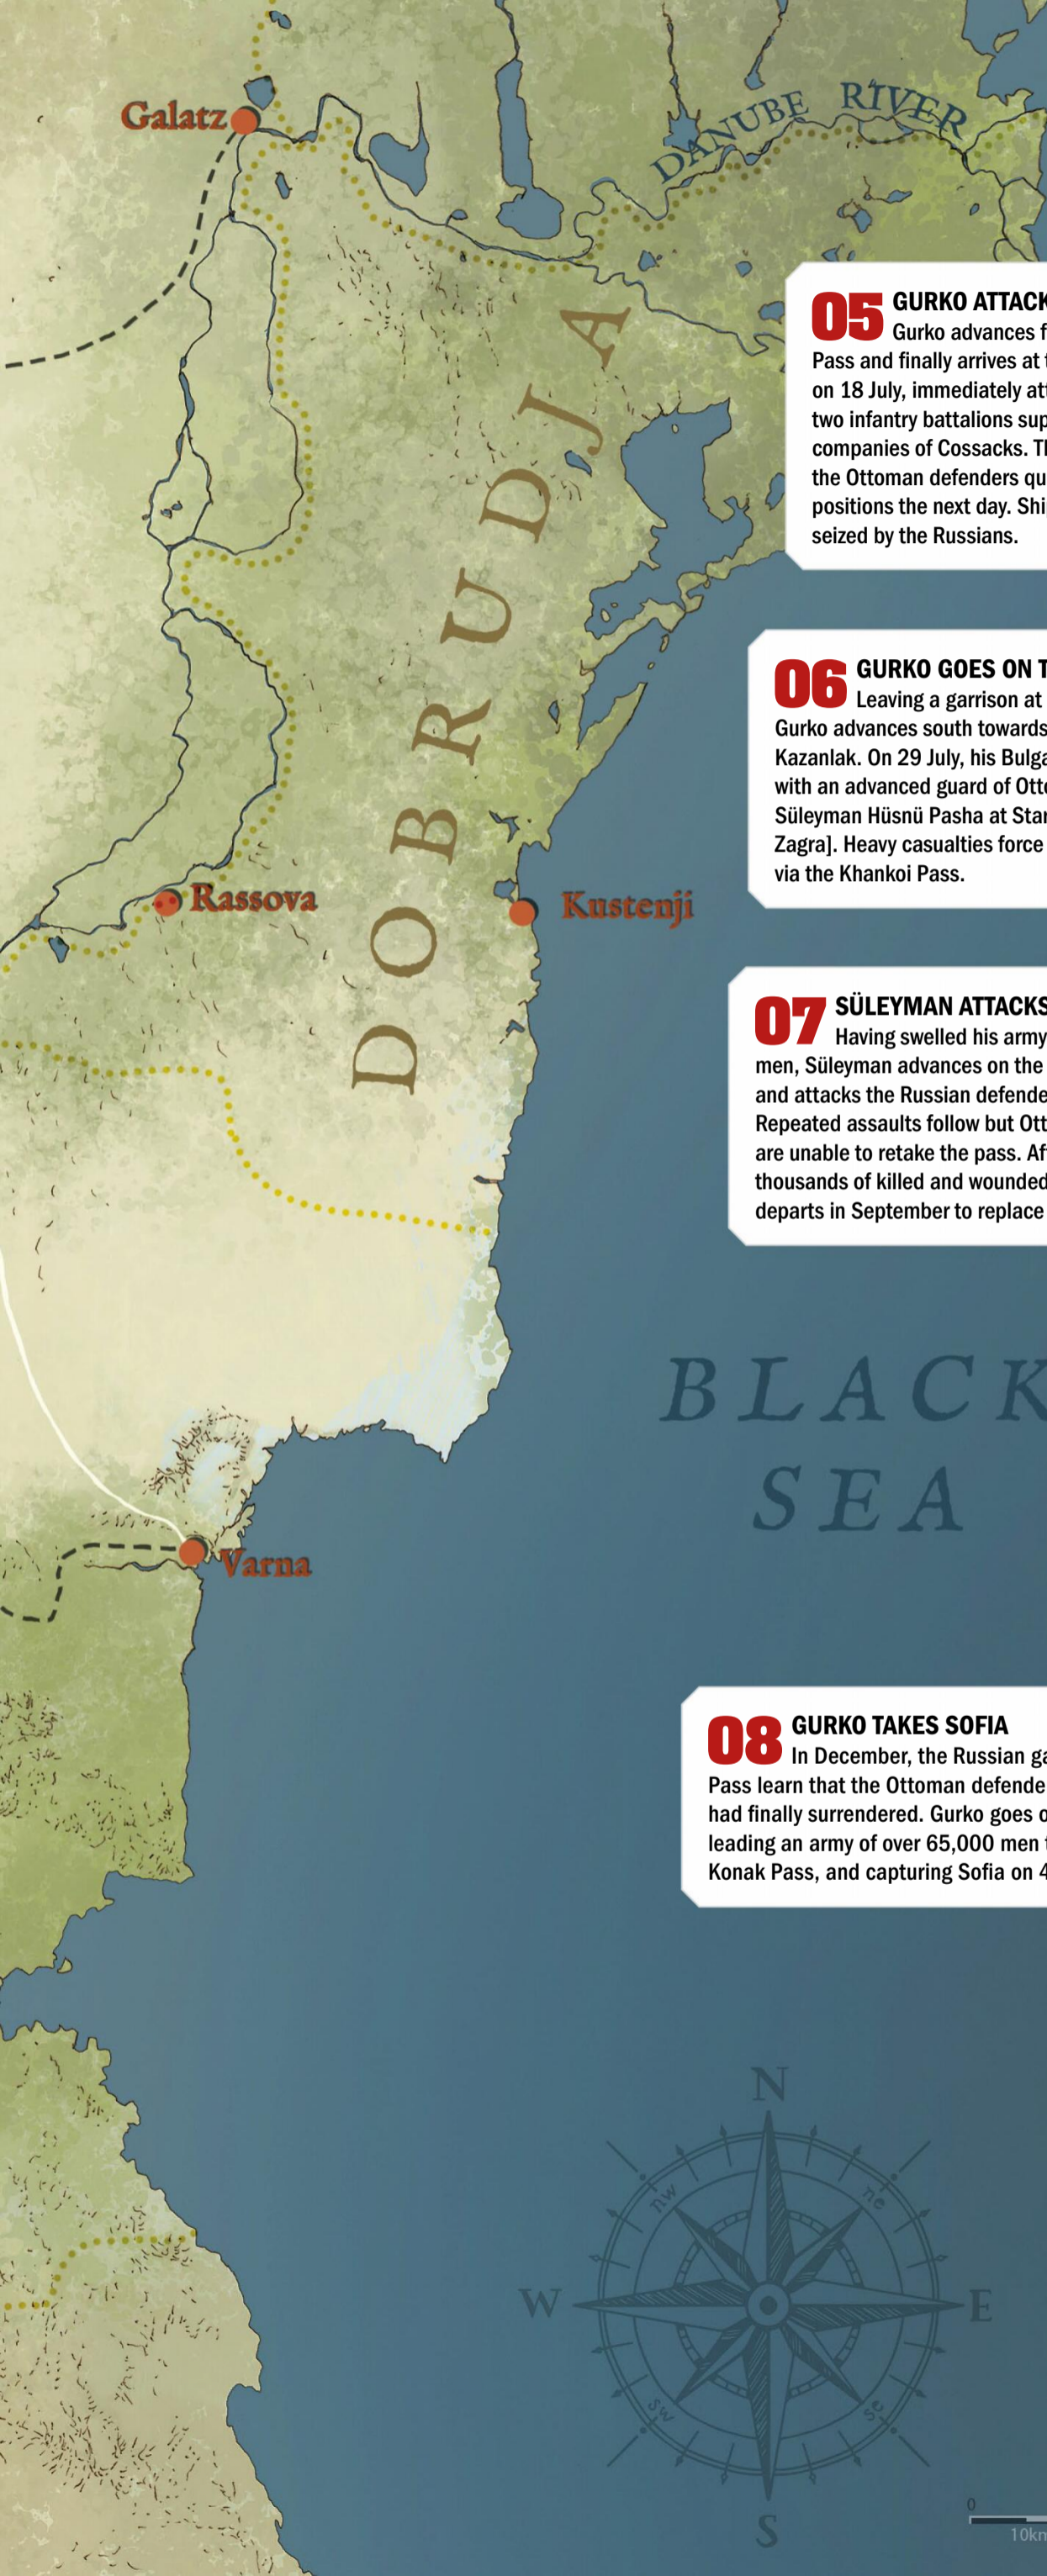 Galatz
DANUBE RIVER
DOBRUDJA
05 GURKO ATTACK
Gurko advances f
Pass and finally arrives at t
on 18 July, immediately att
two infantry battalions sup
companies of Cossacks. Th
the Ottoman defenders qu
positions the next day. Shi
seized by the Russians.
06 GURKO GOES ON T
Leaving a garrison at
Gurko advances south towards
Kazanlak. On 29 July, his Bulga
with an advanced guard of Otto
Süleyman Hüsnü Pasha at Star
Zagra]. Heavy casualties force
via the Khankoi Pass.
Rassova
Kustenji
07 SÜLEYMAN ATTACKS
Having swelled his army
men, Süleyman advances on the
and attacks the Russian defende
Repeated assaults follow but Ott
are unable to retake the pass. Af
thousands of killed and wounded
departs in September to replace
BLACK
SEA
Varna
08 GURKO TAKES SOFIA
In December, the Russian ga
Pass learn that the Ottoman defende
had finally surrendered. Gurko goes o
leading an army of over 65,000 men t
Konak Pass, and capturing Sofia on 4
N
nw
ne
W
E
sw
se
S
0
10km